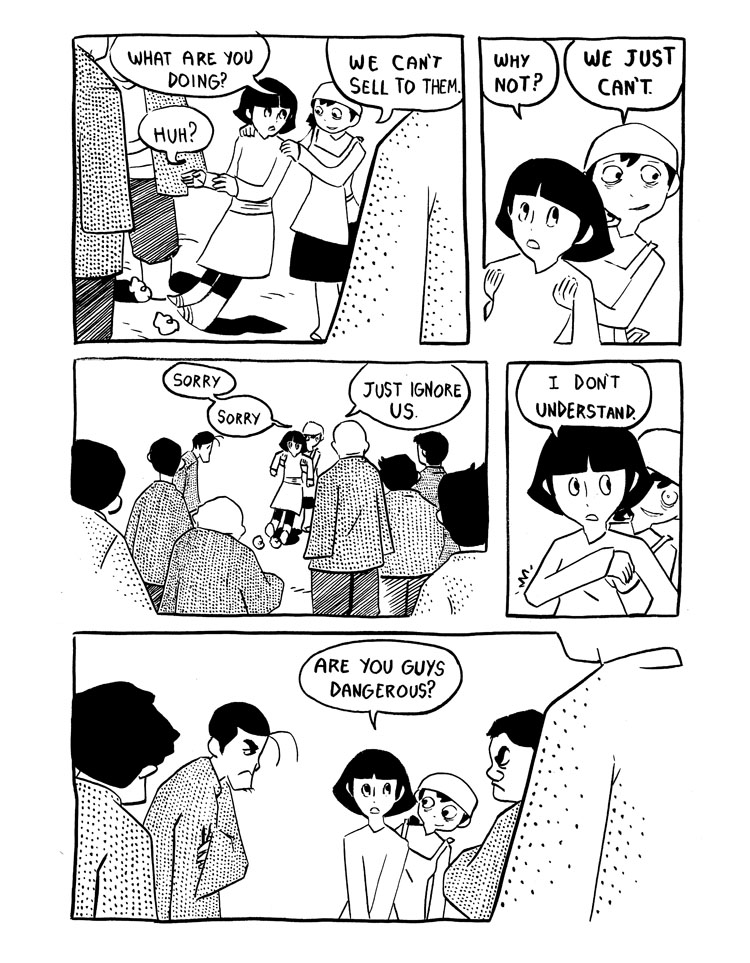 WHAT ARE YOU
DOING?
HUH?
WE CAN'T
SELL TO THEM.
WHY
NOT?
WE JUST
CAN'T.
SORRY
SORRY
JUST IGNORE
US.
I DON'T
UNDERSTAND.
ARE YOU GUYS
DANGEROUS?